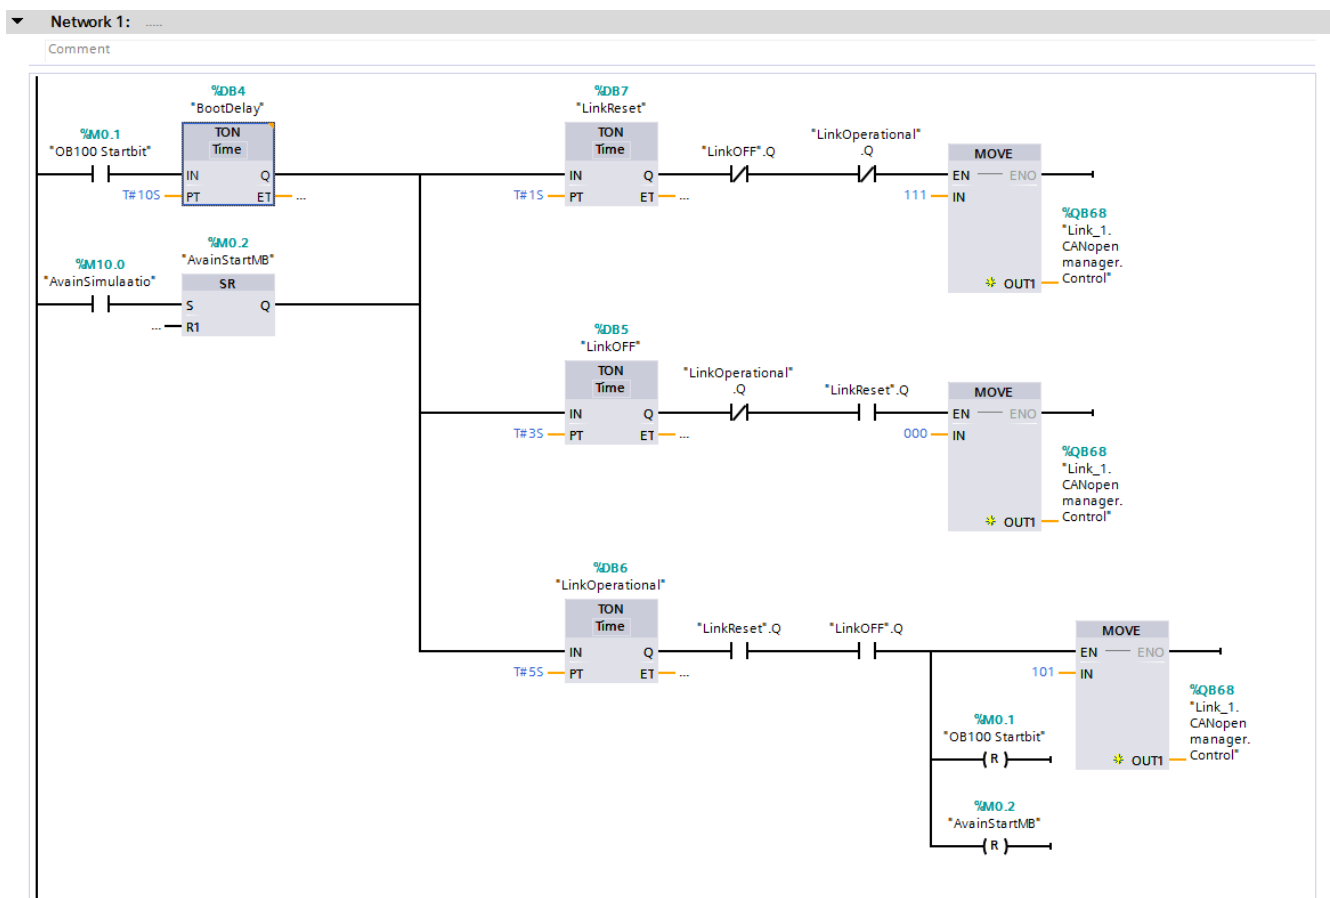 Network 1: .....
Comment
%DB4
"BootDelay"
%M0.1
"OB100 Startbit"
TON
Time
IN Q
T#10S PT ET ...
%M0.2
"AvainStartMB"
%M10.0
"AvainSimulaatio"
SR
S Q
... R1
%DB7
"LinkReset"
TON
Time
IN Q
T#1S PT ET ...
"LinkOFF".Q
"LinkOperational"
.Q
MOVE
EN ENO
111 IN
%QB68
"Link_1.
CANopen
manager.
Control"
OUT1
%DB5
"LinkOFF"
TON
Time
IN Q
T#3S PT ET ...
"LinkOperational"
.Q
"LinkReset".Q
MOVE
EN ENO
000 IN
%QB68
"Link_1.
CANopen
manager.
Control"
OUT1
%DB6
"LinkOperational"
TON
Time
IN Q
T#5S PT ET ...
"LinkReset".Q
"LinkOFF".Q
MOVE
EN ENO
101 IN
%QB68
"Link_1.
CANopen
manager.
Control"
OUT1
%M0.1
"OB100 Startbit"
R
%M0.2
"AvainStartMB"
R